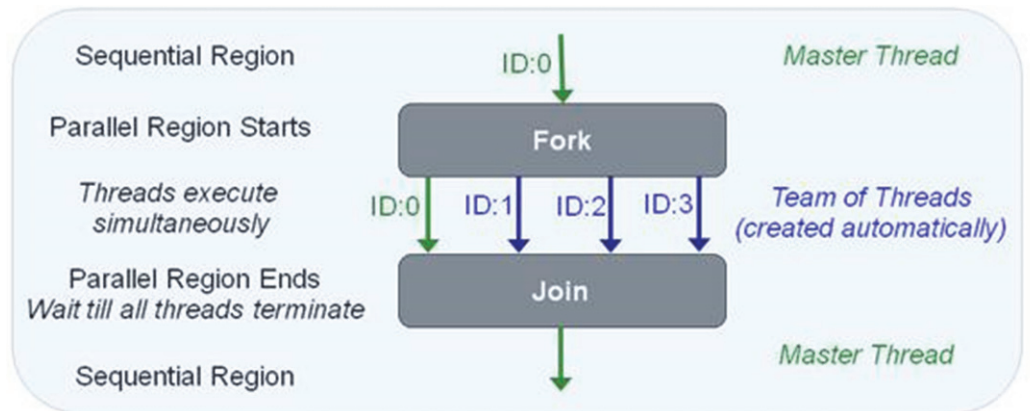 Sequential Region
ID:0
Master Thread
Parallel Region Starts
Fork
Threads execute
simultaneously
ID:0
ID:1
ID:2
ID:3
Team of Threads
(created automatically)
Parallel Region Ends
Wait till all threads terminate
Join
Master Thread
Sequential Region